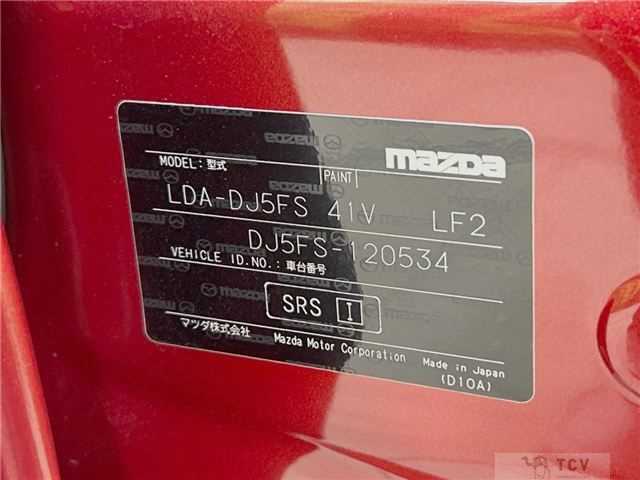 mazda
MODEL:型式 PAINT
LDA-DJ5FS 41V LF2
DJ5FS-120534
VEHICLE ID.NO.:車台番号
SRS I
マツダ株式会社 Mazda Motor Corporation Made in Japan
(D10A)
TCV